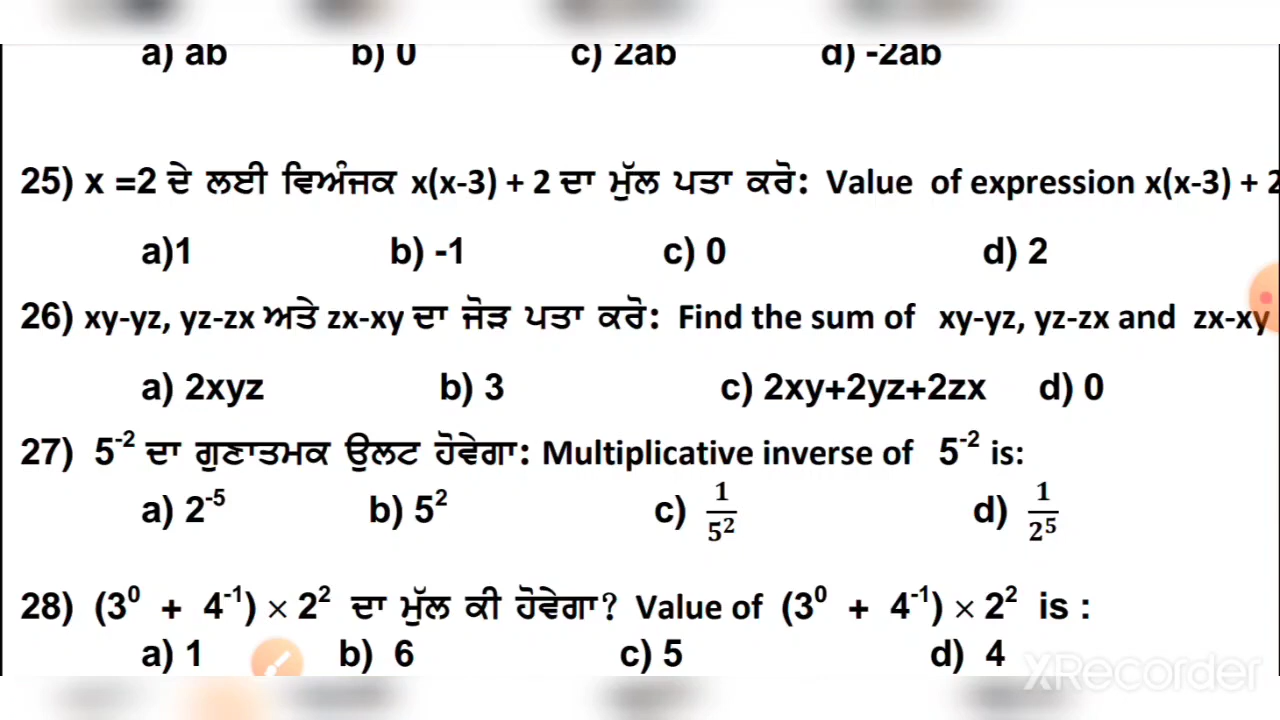 a) ab b) 0 c) 2ab d) -2ab
25) x =2 ਦੇ ਲਈ ਵਿਅੰਜਕ x(x-3) + 2 ਦਾ ਮੁੱਲ ਪਤਾ ਕਰੋ: Value of expression x(x-3) + 2
a)1 b) -1 c) 0 d) 2
26) xy-yz, yz-zx ਅਤੇ zx-xy ਦਾ ਜੋੜ ਪਤਾ ਕਰੋ: Find the sum of xy-yz, yz-zx and zx-xy
a) 2xyz b) 3 c) 2xy+2yz+2zx d) 0
27) 5⁻² ਦਾ ਗੁਣਾਤਮਕ ਉਲਟ ਹੋਵੇਗਾ: Multiplicative inverse of 5⁻² is:
a) 2⁻⁵ b) 5² c) 1/5² d) 1/2⁵
28) (3⁰ + 4⁻¹) × 2² ਦਾ ਮੁੱਲ ਕੀ ਹੋਵੇਗਾ? Value of (3⁰ + 4⁻¹) × 2² is :
a) 1 b) 6 c) 5 d) 4
XRecorder